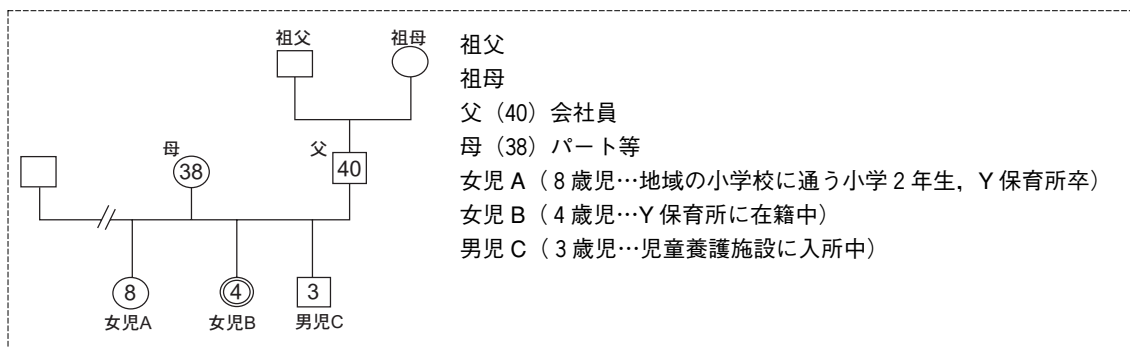 祖父 祖母
母 父
38 40
8 4 3
女児A 女児B 男児C
祖父
祖母
父（40）会社員
母（38）パート等
女児 A（8 歳児…地域の小学校に通う小学 2 年生，Y 保育所卒）
女児 B（4 歳児…Y 保育所に在籍中）
男児 C（3 歳児…児童養護施設に入所中）